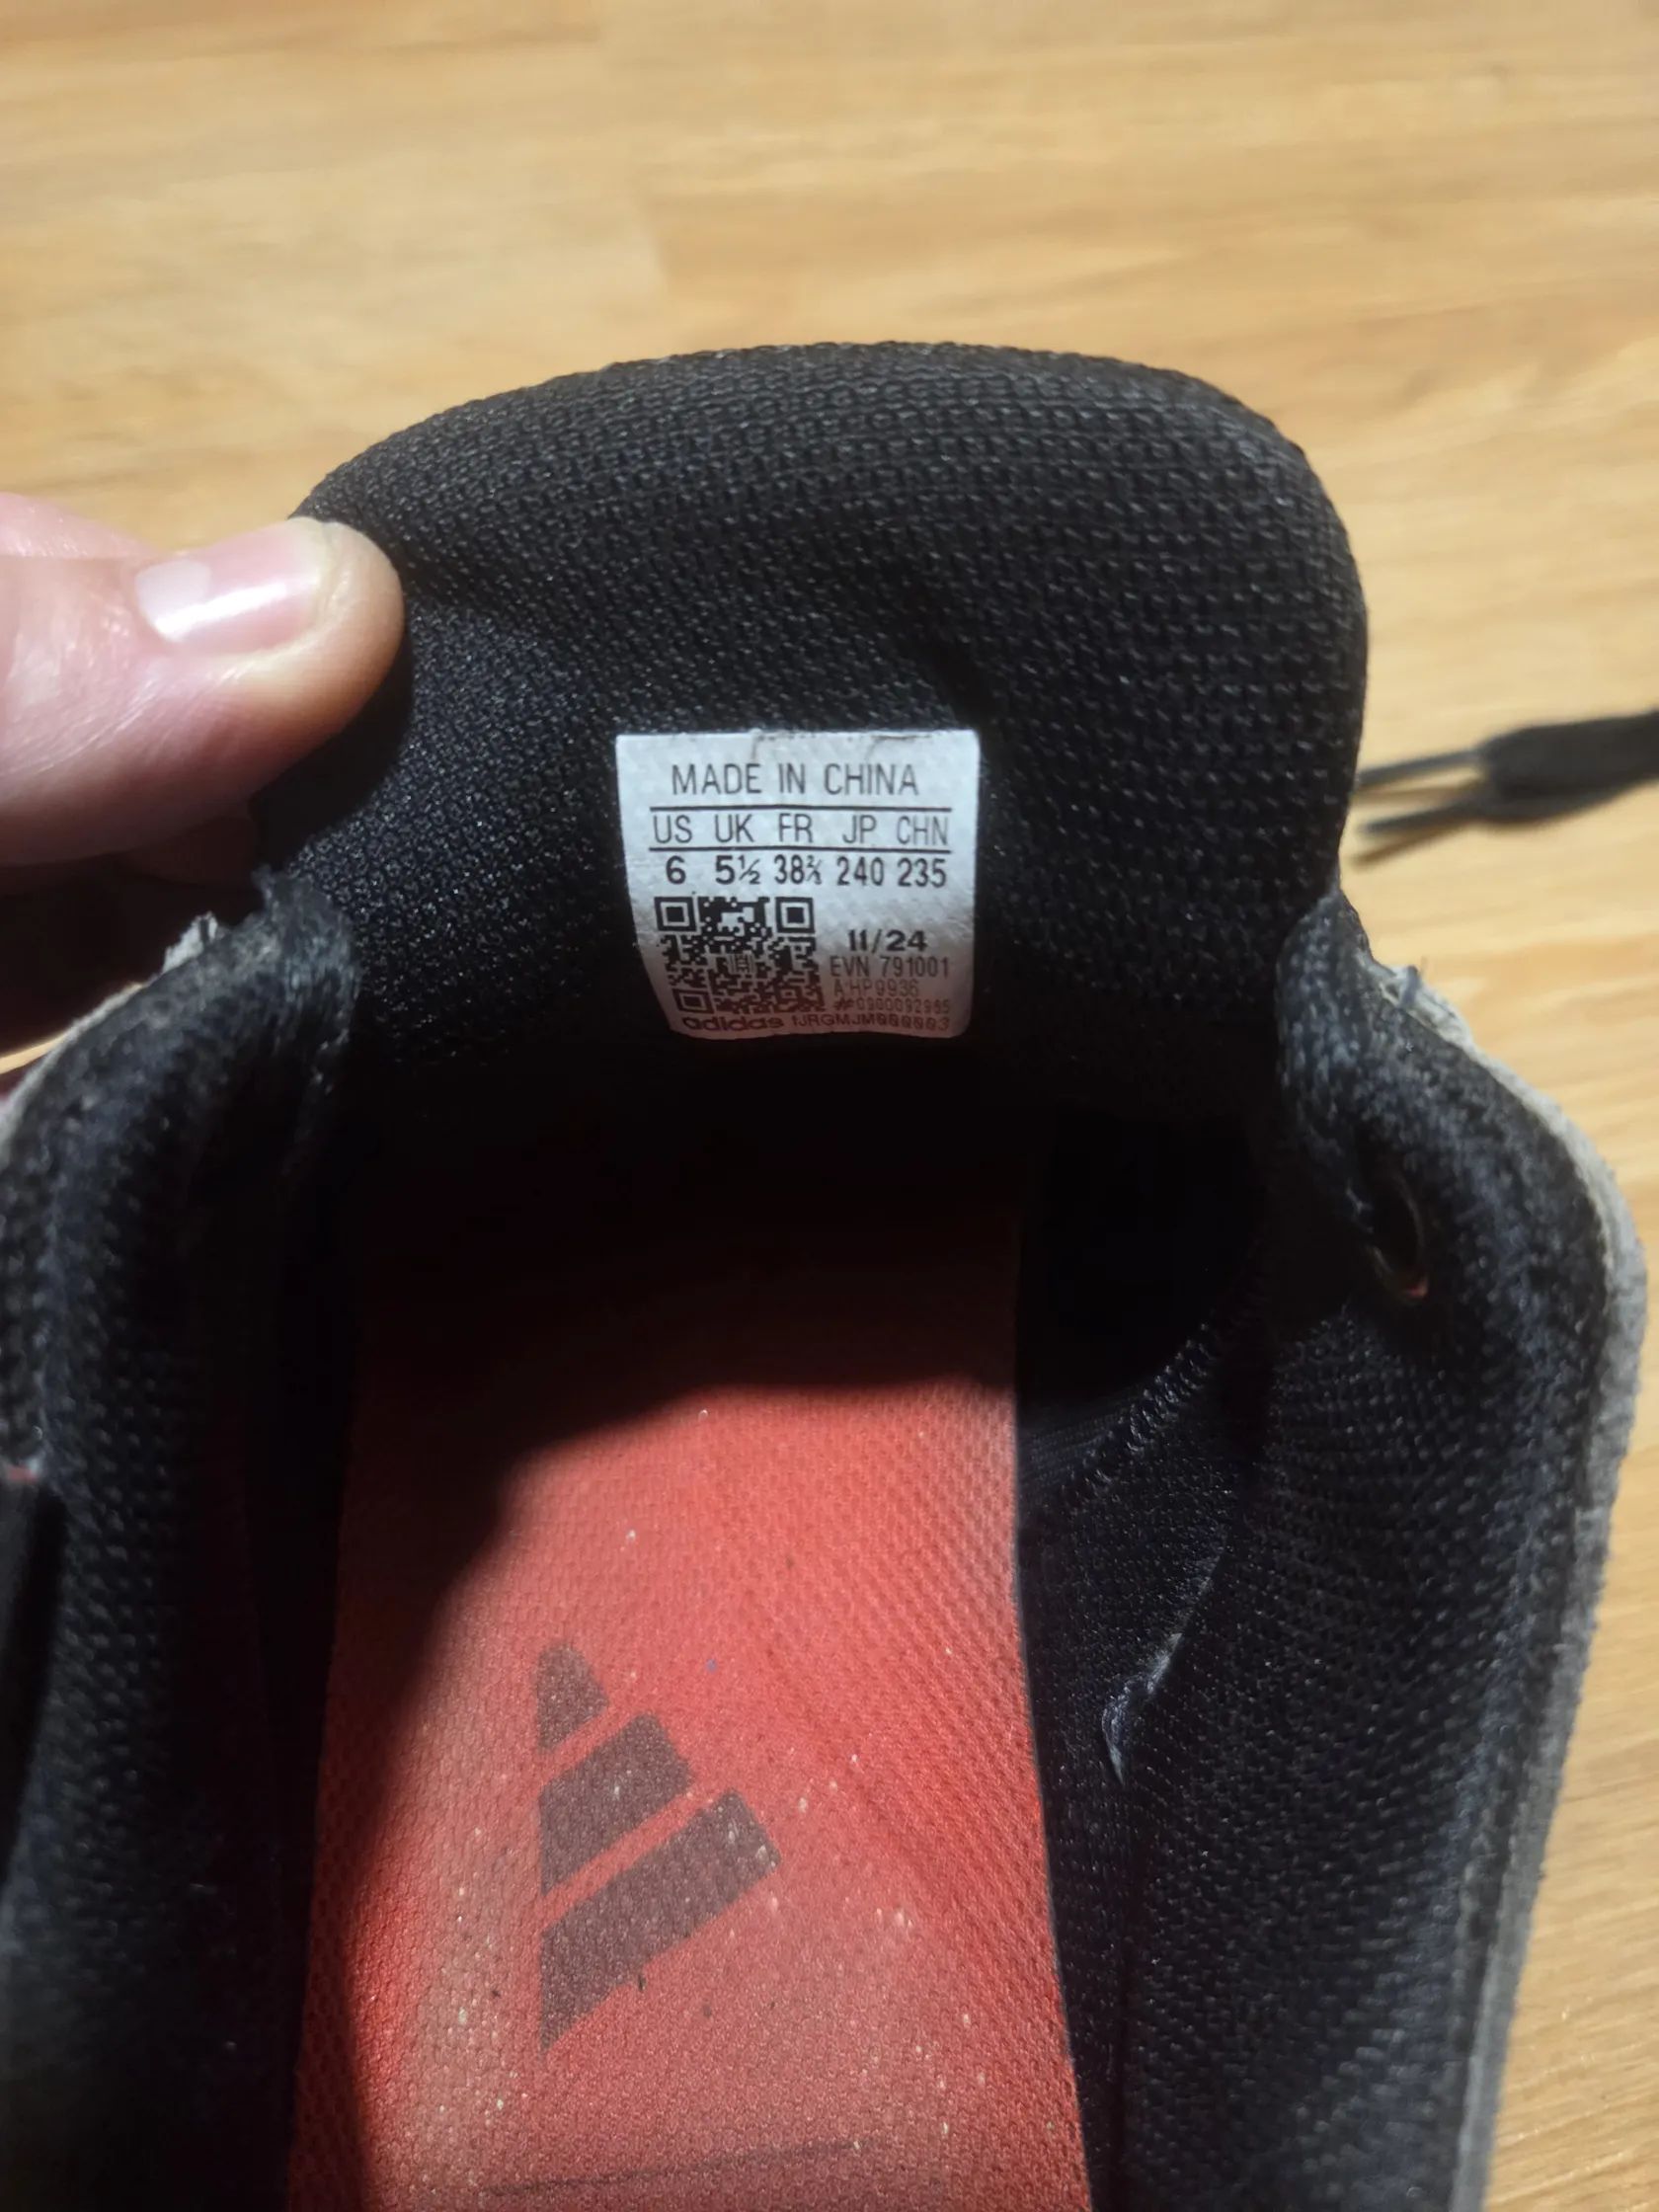 MADE IN CHINA
US UK FR JP CHN
6 5½ 38⅔ 240 235
11/24
EVN 791001
HP9936
adidas